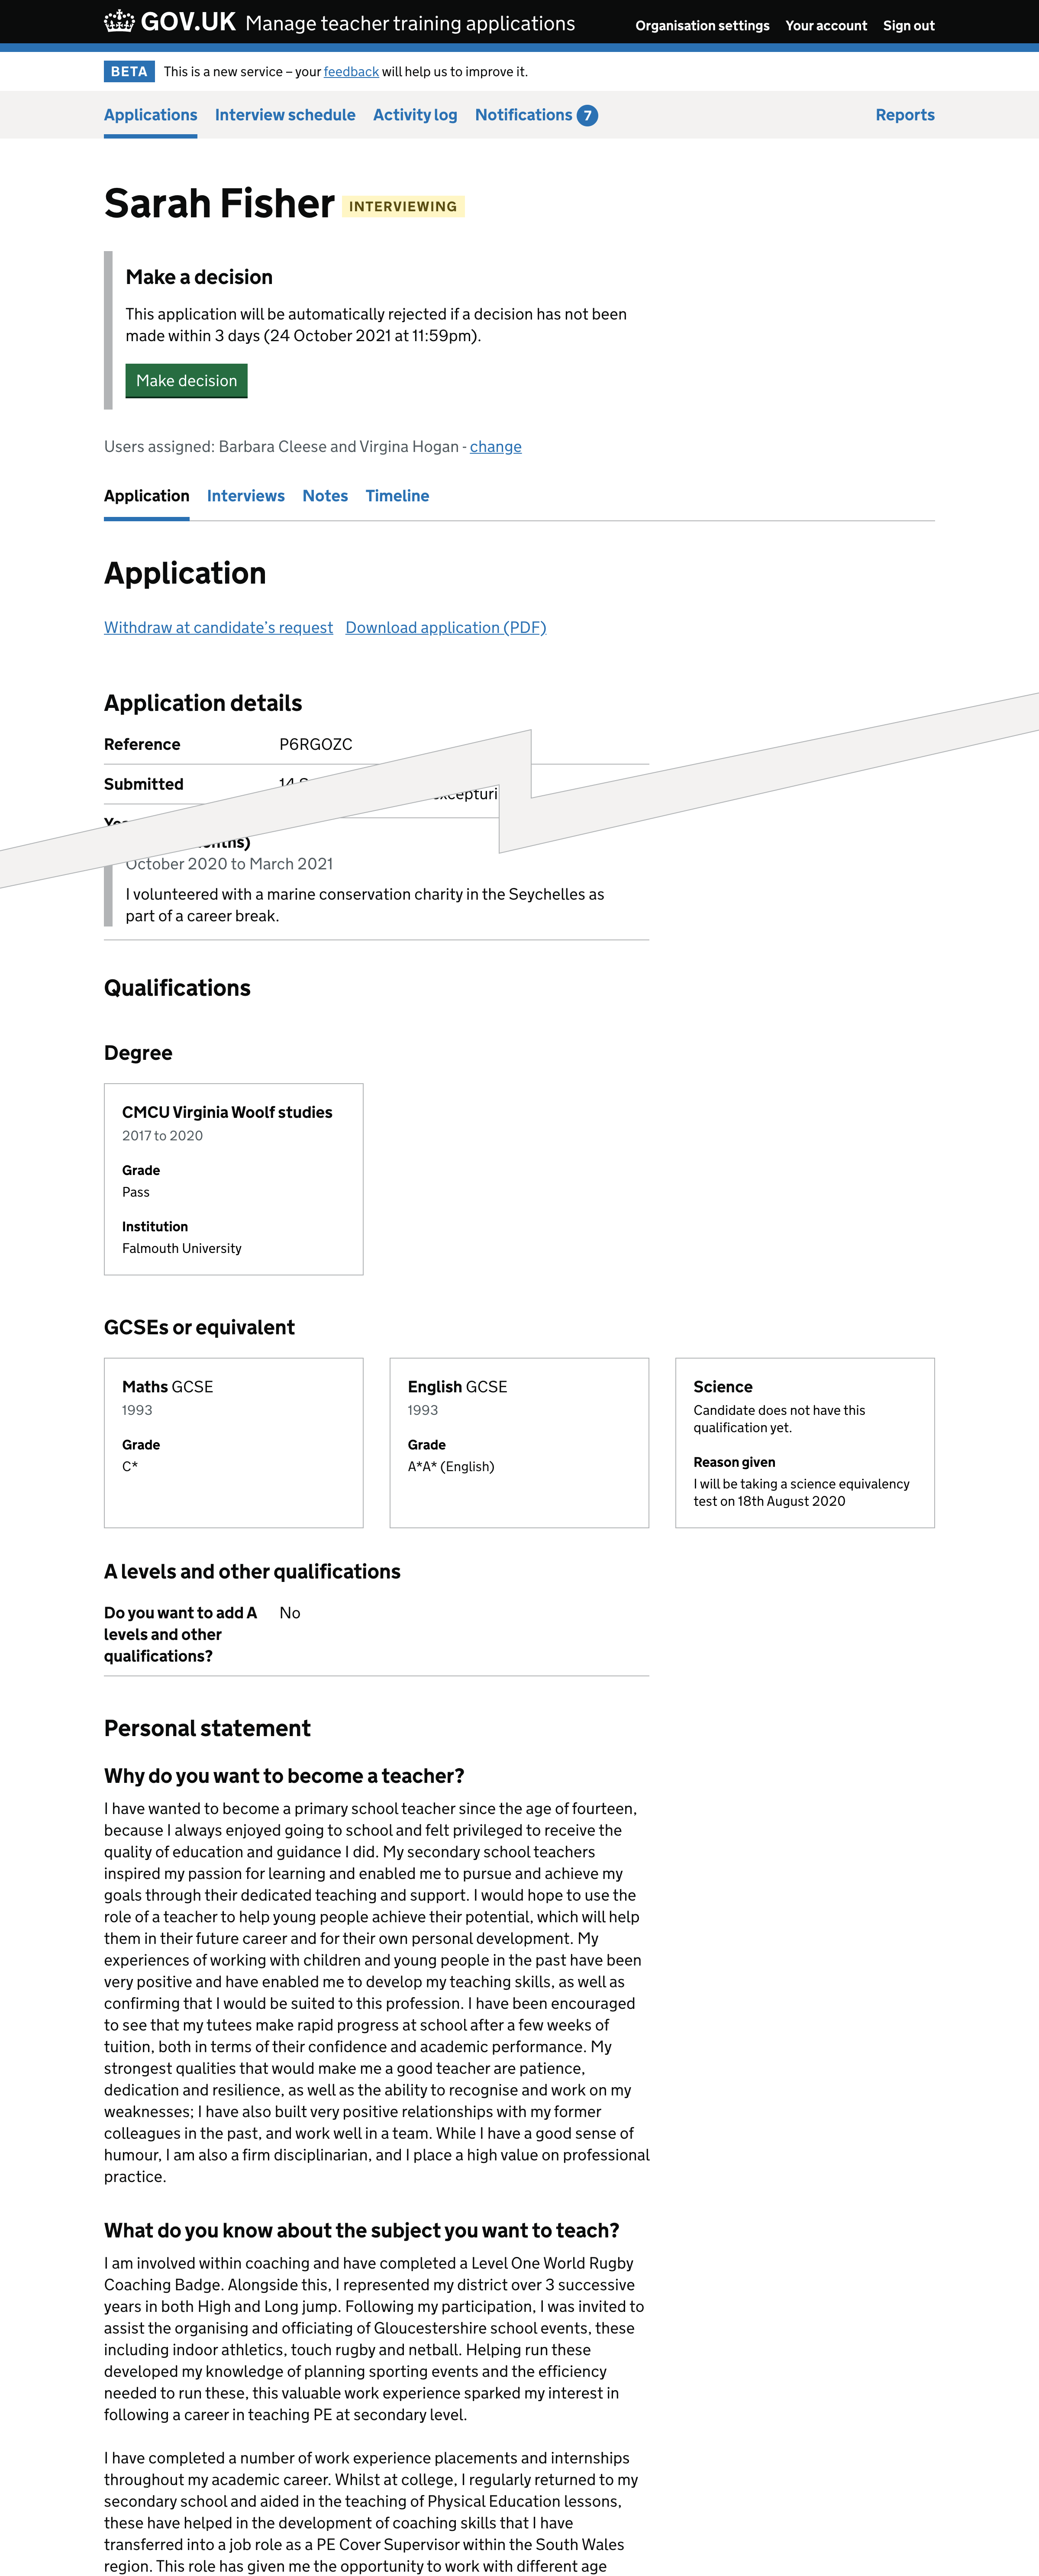 GOV.UK Manage teacher training applications Organisation settings Your account Sign out
BETA This is a new service – your feedback will help us to improve it.
Applications Interview schedule Activity log Notifications 7 Reports
Sarah Fisher INTERVIEWING
Make a decision
This application will be automatically rejected if a decision has not been
made within 3 days (24 October 2021 at 11:59pm).
Make decision
Users assigned: Barbara Cleese and Virgina Hogan - change
Application Interviews Notes Timeline
Application
Withdraw at candidate’s request Download application (PDF)
Application details
Reference P6RGOZC
Submitted 14
October 2020 to March 2021
I volunteered with a marine conservation charity in the Seychelles as
part of a career break.
Qualifications
Degree
CMCU Virginia Woolf studies
2017 to 2020
Grade
Pass
Institution
Falmouth University
GCSEs or equivalent
Maths GCSE
1993
Grade
C*
English GCSE
1993
Grade
A*A* (English)
Science
Candidate does not have this
qualification yet.
Reason given
I will be taking a science equivalency
test on 18th August 2020
A levels and other qualifications
Do you want to add A No
levels and other
qualifications?
Personal statement
Why do you want to become a teacher?
I have wanted to become a primary school teacher since the age of fourteen,
because I always enjoyed going to school and felt privileged to receive the
quality of education and guidance I did. My secondary school teachers
inspired my passion for learning and enabled me to pursue and achieve my
goals through their dedicated teaching and support. I would hope to use the
role of a teacher to help young people achieve their potential, which will help
them in their future career and for their own personal development. My
experiences of working with children and young people in the past have been
very positive and have enabled me to develop my teaching skills, as well as
confirming that I would be suited to this profession. I have been encouraged
to see that my tutees make rapid progress at school after a few weeks of
tuition, both in terms of their confidence and academic performance. My
strongest qualities that would make me a good teacher are patience,
dedication and resilience, as well as the ability to recognise and work on my
weaknesses; I have also built very positive relationships with my former
colleagues in the past, and work well in a team. While I have a good sense of
humour, I am also a firm disciplinarian, and I place a high value on professional
practice.
What do you know about the subject you want to teach?
I am involved within coaching and have completed a Level One World Rugby
Coaching Badge. Alongside this, I represented my district over 3 successive
years in both High and Long jump. Following my participation, I was invited to
assist the organising and officiating of Gloucestershire school events, these
including indoor athletics, touch rugby and netball. Helping run these
developed my knowledge of planning sporting events and the efficiency
needed to run these, this valuable work experience sparked my interest in
following a career in teaching PE at secondary level.
I have completed a number of work experience placements and internships
throughout my academic career. Whilst at college, I regularly returned to my
secondary school and aided in the teaching of Physical Education lessons,
these have helped in the development of coaching skills that I have
transferred into a job role as a PE Cover Supervisor within the South Wales
region. This role has given me the opportunity to work with different age